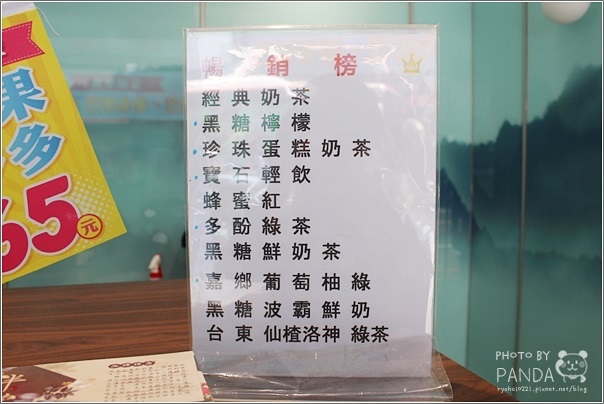 暢銷榜
經典奶茶
黑糖檸檬
珍珠蛋糕奶茶
寶石輕飲
蜂蜜紅
多酚綠茶
黑糖鮮奶茶
嘉鄉葡萄柚綠
黑糖波霸鮮奶
台東仙楂洛神綠茶
果
多
65元
PHOTO BY
PANDA
ryoho19221.pixnet.net/blog